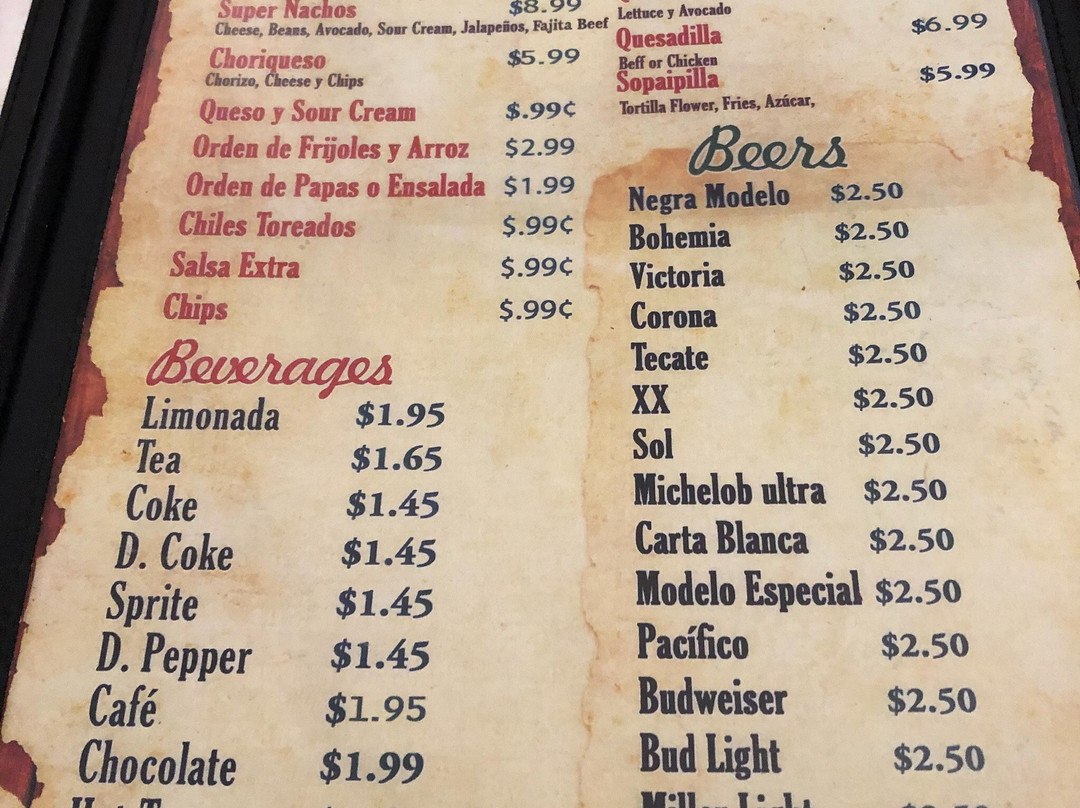 Super Nachos $8.99
Cheese, Beans, Avocado, Sour Cream, Jalapeños, Fajita Beef
Choriqueso $5.99
Chorizo, Cheese y Chips
Queso y Sour Cream $.99¢
Orden de Frijoles y Arroz $2.99
Orden de Papas o Ensalada $1.99
Chiles Toreados $.99¢
Salsa Extra $.99¢
Chips $.99¢
Beverages
Limonada $1.95
Tea $1.65
Coke $1.45
D. Coke $1.45
Sprite $1.45
D. Pepper $1.45
Café $1.95
Chocolate $1.99
Lettuce y Avocado
Quesadilla $6.99
Beff or Chicken
Sopaipilla $5.99
Tortilla Flower, Fries, Azúcar,
Beers
Negra Modelo $2.50
Bohemia $2.50
Victoria $2.50
Corona $2.50
Tecate $2.50
XX $2.50
Sol $2.50
Michelob ultra $2.50
Carta Blanca $2.50
Modelo Especial $2.50
Pacífico $2.50
Budweiser $2.50
Bud Light $2.50
Miller Light